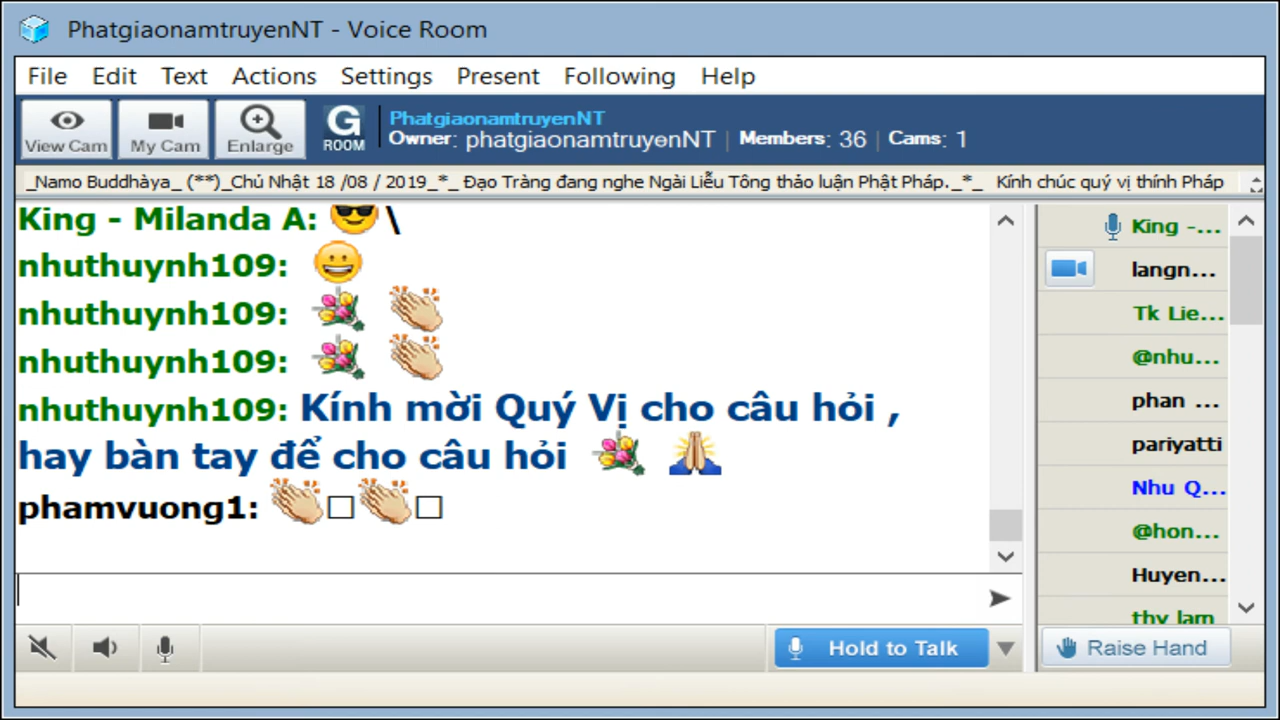 PhatgiaonamtruyenNT - Voice Room
File Edit Text Actions Settings Present Following Help
View Cam My Cam Enlarge G ROOM
PhatgiaonamtruyenNT
Owner: phatgiaonamtruyenNT | Members: 36 | Cams: 1
_Namo Buddhàya_ (**)_Chủ Nhật 18 /08 / 2019_*_ Đạo Tràng đang nghe Ngài Liễu Tông thảo luận Phật Pháp._*_ Kính chúc quý vị thính Pháp
King - Milanda A: 😎\
nhuthuynh109: 😀
nhuthuynh109: 💐 👏
nhuthuynh109: 💐 👏
nhuthuynh109: Kính mời Quý Vị cho câu hỏi ,
hay bàn tay để cho câu hỏi 💐 🙏
phamvuong1: 👏□👏□
King -...
langn...
Tk Lie...
@nhu...
phan ...
pariyatti
Nhu Q...
@hon...
Huyen...
thy lam
Hold to Talk
Raise Hand